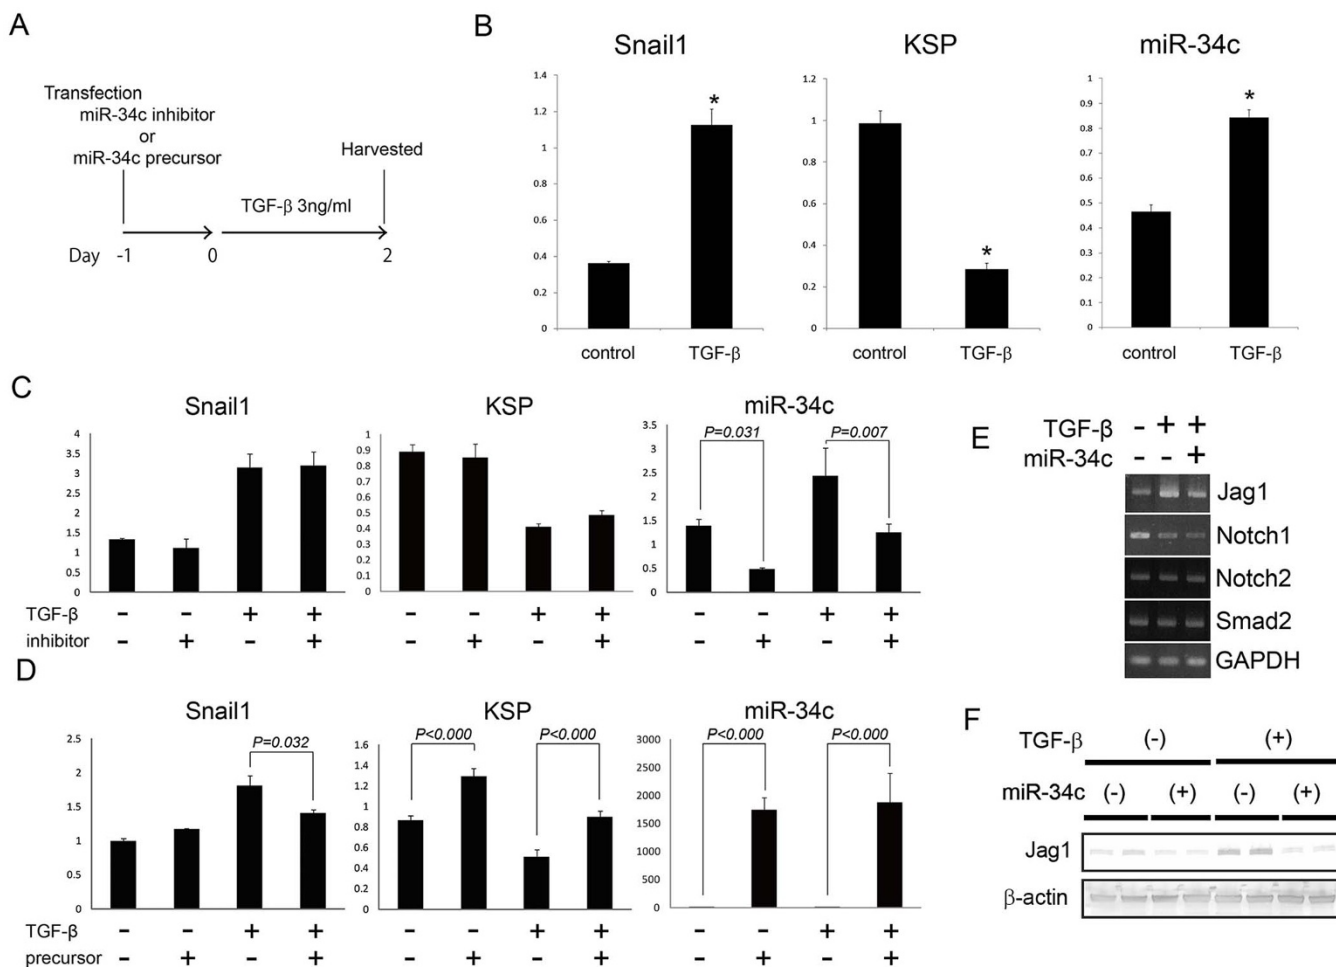 A
Transfection
miR-34c inhibitor
or
miR-34c precursor
Harvested
TGF-β 3ng/ml
Day -1 0 2
B
Snail1 KSP miR-34c
1.4
1.2
1
0.8
0.6
0.4
0.2
0
*
control TGF-β
1.2
1
0.8
0.6
0.4
0.2
0
*
control TGF-β
1
0.9
0.8
0.7
0.6
0.5
0.4
0.3
0.2
0.1
0
*
control TGF-β
C
Snail1 KSP miR-34c
4
3.5
3
2.5
2
1.5
1
0.5
0
1
0.9
0.8
0.7
0.6
0.5
0.4
0.3
0.2
0.1
0
3.5
3
2.5
2
1.5
1
0.5
0
P=0.031 P=0.007
TGF-β - - + + - - + + - - + +
inhibitor - + - + - + - + - + - +
D
Snail1 KSP miR-34c
2.5
2
1.5
1
0.5
0
P=0.032
1.6
1.4
1.2
1
0.8
0.6
0.4
0.2
0
P<0.000 P<0.000
3000
2500
2000
1500
1000
500
0
P<0.000 P<0.000
TGF-β - - + + - - + + - - + +
precursor - + - + - + - + - + - +
E
TGF-β - + +
miR-34c - - +
Jag1
Notch1
Notch2
Smad2
GAPDH
F
TGF-β (-) (+)
miR-34c (-) (+) (-) (+)
Jag1
β-actin